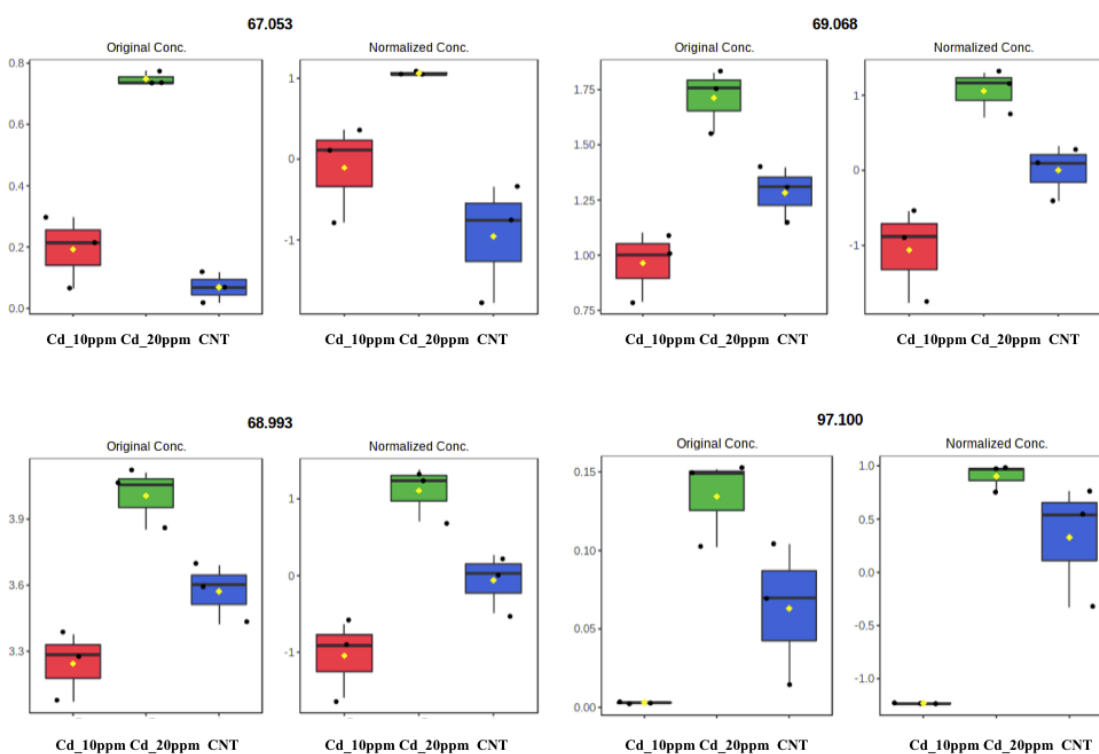 67.053
Original Conc.
Normalized Conc.
0.8
0.6
0.4
0.2
0.0
1
0
-1
Cd_10ppm Cd_20ppm CNT
Cd_10ppm Cd_20ppm CNT
69.068
Original Conc.
Normalized Conc.
1.75
1.50
1.25
1.00
0.75
1
0
-1
Cd_10ppm Cd_20ppm CNT
Cd_10ppm Cd_20ppm CNT
68.993
Original Conc.
Normalized Conc.
3.9
3.6
3.3
1
0
-1
Cd_10ppm Cd_20ppm CNT
Cd_10ppm Cd_20ppm CNT
97.100
Original Conc.
Normalized Conc.
0.15
0.10
0.05
0.00
1.0
0.5
0.0
-0.5
-1.0
Cd_10ppm Cd_20ppm CNT
Cd_10ppm Cd_20ppm CNT